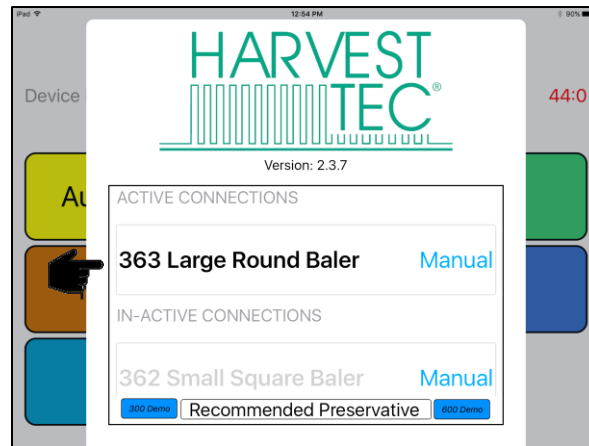 iPad 12:54 PM 90%
HARVEST
TEC®
Device 44:0
Version: 2.3.7
Au
ACTIVE CONNECTIONS
363 Large Round Baler Manual
IN-ACTIVE CONNECTIONS
362 Small Square Baler Manual
300 Demo Recommended Preservative 600 Demo